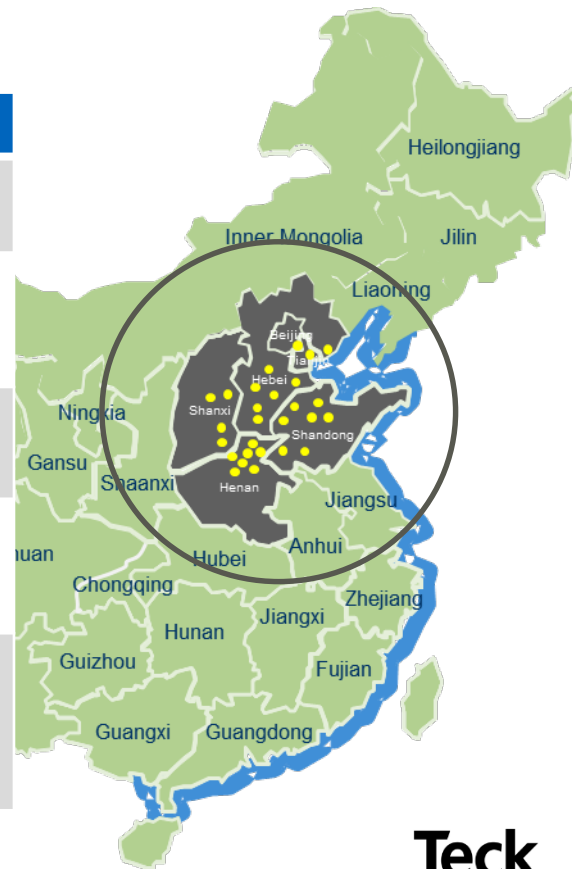 Heilongjiang
Inner Mongolia
Jilin
Liaoning
Beijing
Tianjin
Hebei
Shanxi
Ningxia
Shandong
Gansu
Shaanxi
Henan
Jiangsu
huan
Anhui
Hubei
Chongqing
Zhejiang
Jiangxi
Hunan
Guizhou
Fujian
Guangxi
Guangdong
Teck